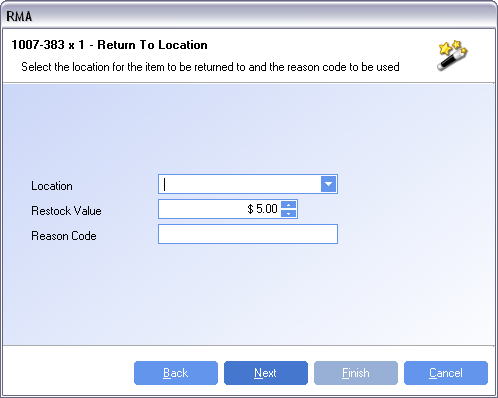 RMA
1007-383 x 1 - Return To Location
Select the location for the item to be returned to and the reason code to be used
Location
Restock Value $ 5.00
Reason Code
Back Next Finish Cancel